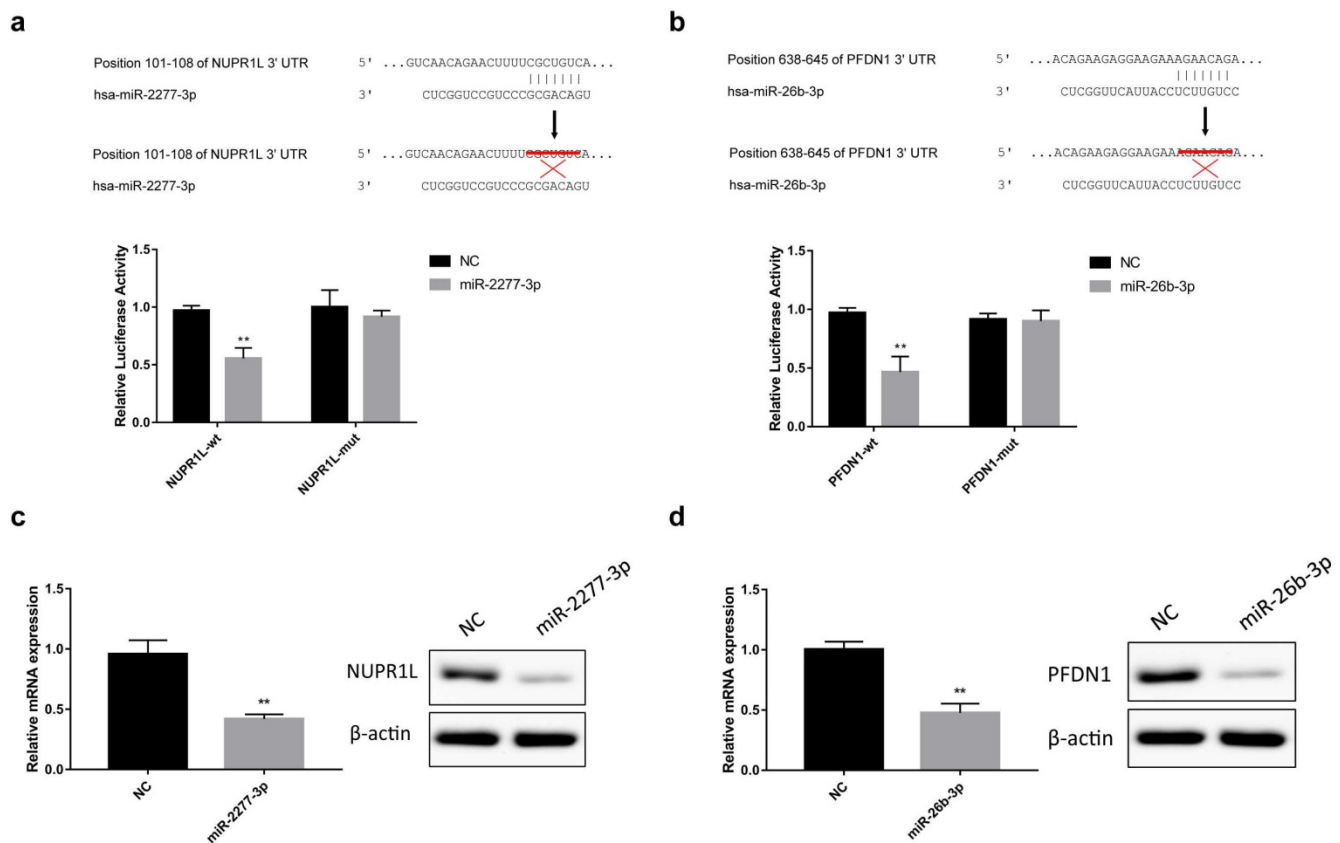 a
Position 101-108 of NUPR1L 3' UTR 5' ...GUCAACAGAACUUUUCGCUGUCA...
hsa-miR-2277-3p 3' CUCGGUCCGUCCCGCGACAGU
Position 101-108 of NUPR1L 3' UTR 5' ...GUCAACAGAACUUUUCGCUGUCA...
hsa-miR-2277-3p 3' CUCGGUCCGUCCCGCGACAGU
Relative Luciferase Activity
1.5
1.0
0.5
0.0
**
NUPR1L-wt
NUPR1L-mut
NC
miR-2277-3p
b
Position 638-645 of PFDN1 3' UTR 5' ...ACAGAAGAGGAAGAAAGAACAGA...
hsa-miR-26b-3p 3' CUCGGUUCAUUACCUCUUGUCC
Position 638-645 of PFDN1 3' UTR 5' ...ACAGAAGAGGAAGAAAGAACAGA...
hsa-miR-26b-3p 3' CUCGGUUCAUUACCUCUUGUCC
Relative Luciferase Activity
1.5
1.0
0.5
0.0
**
PFDN1-wt
PFDN1-mut
NC
miR-26b-3p
c
Relative mRNA expression
1.5
1.0
0.5
0.0
**
NC
miR-2277-3p
NC
miR-2277-3p
NUPR1L
β-actin
d
Relative mRNA expression
1.5
1.0
0.5
0.0
**
NC
miR-26b-3p
NC
miR-26b-3p
PFDN1
β-actin